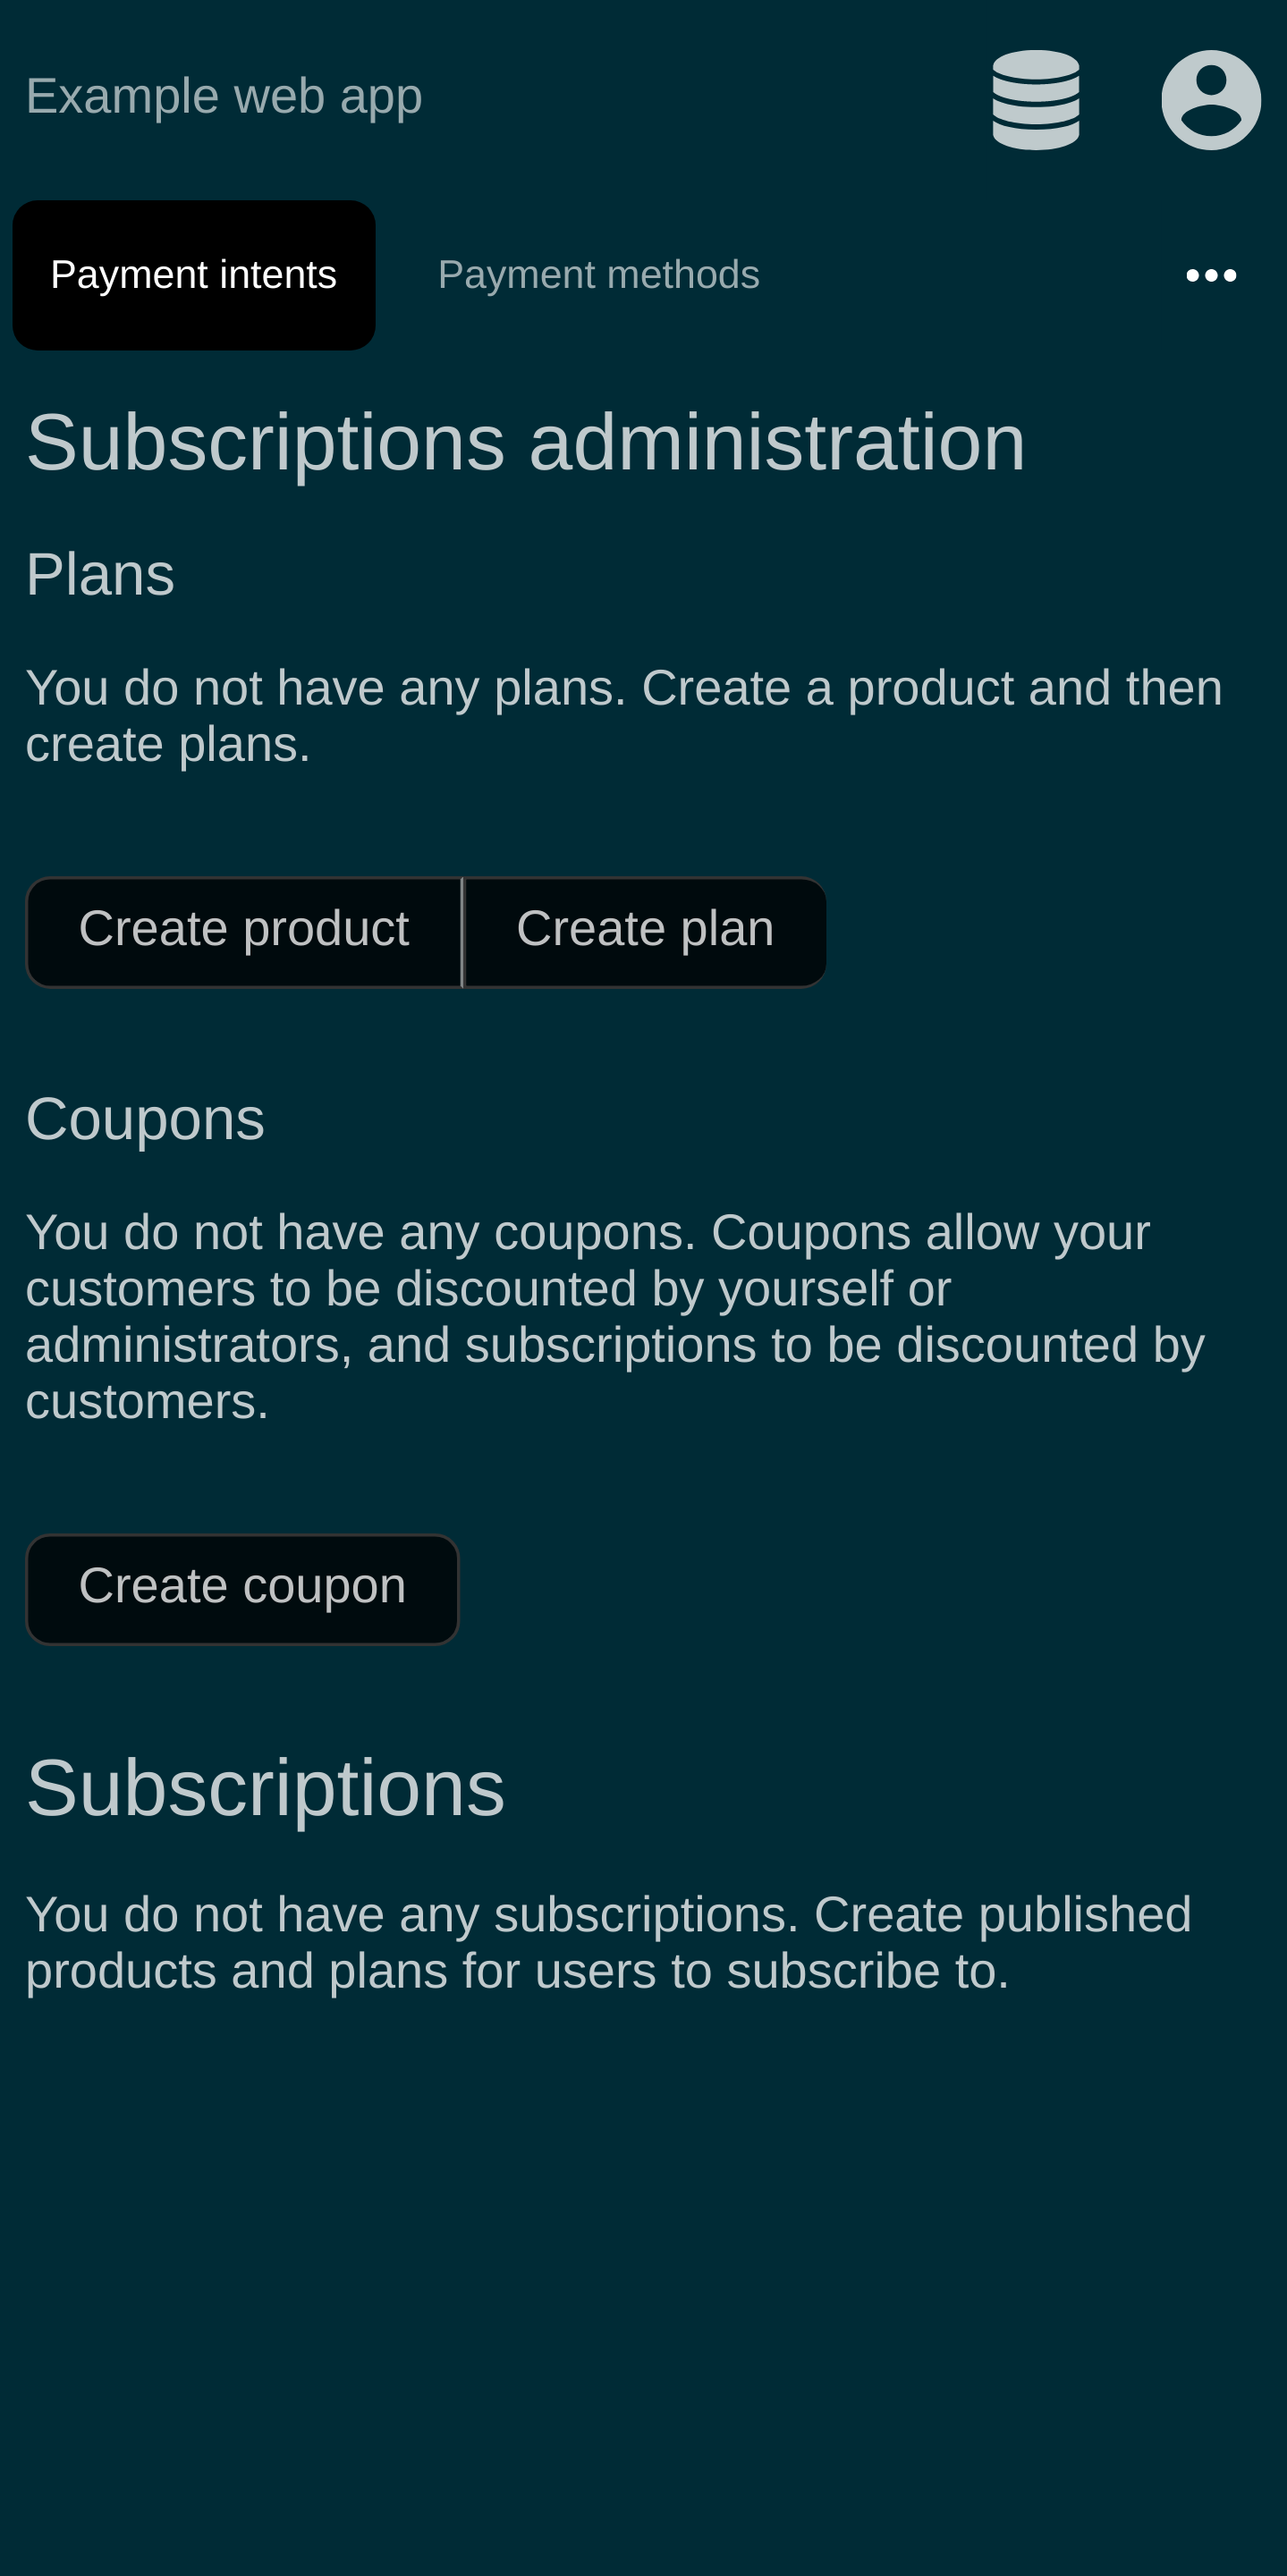 Example web app
Payment intents
Payment methods
Subscriptions administration
Plans
You do not have any plans. Create a product and then
create plans.
Create product
Create plan
Coupons
You do not have any coupons. Coupons allow your
customers to be discounted by yourself or
administrators, and subscriptions to be discounted by
customers.
Create coupon
Subscriptions
You do not have any subscriptions. Create published
products and plans for users to subscribe to.